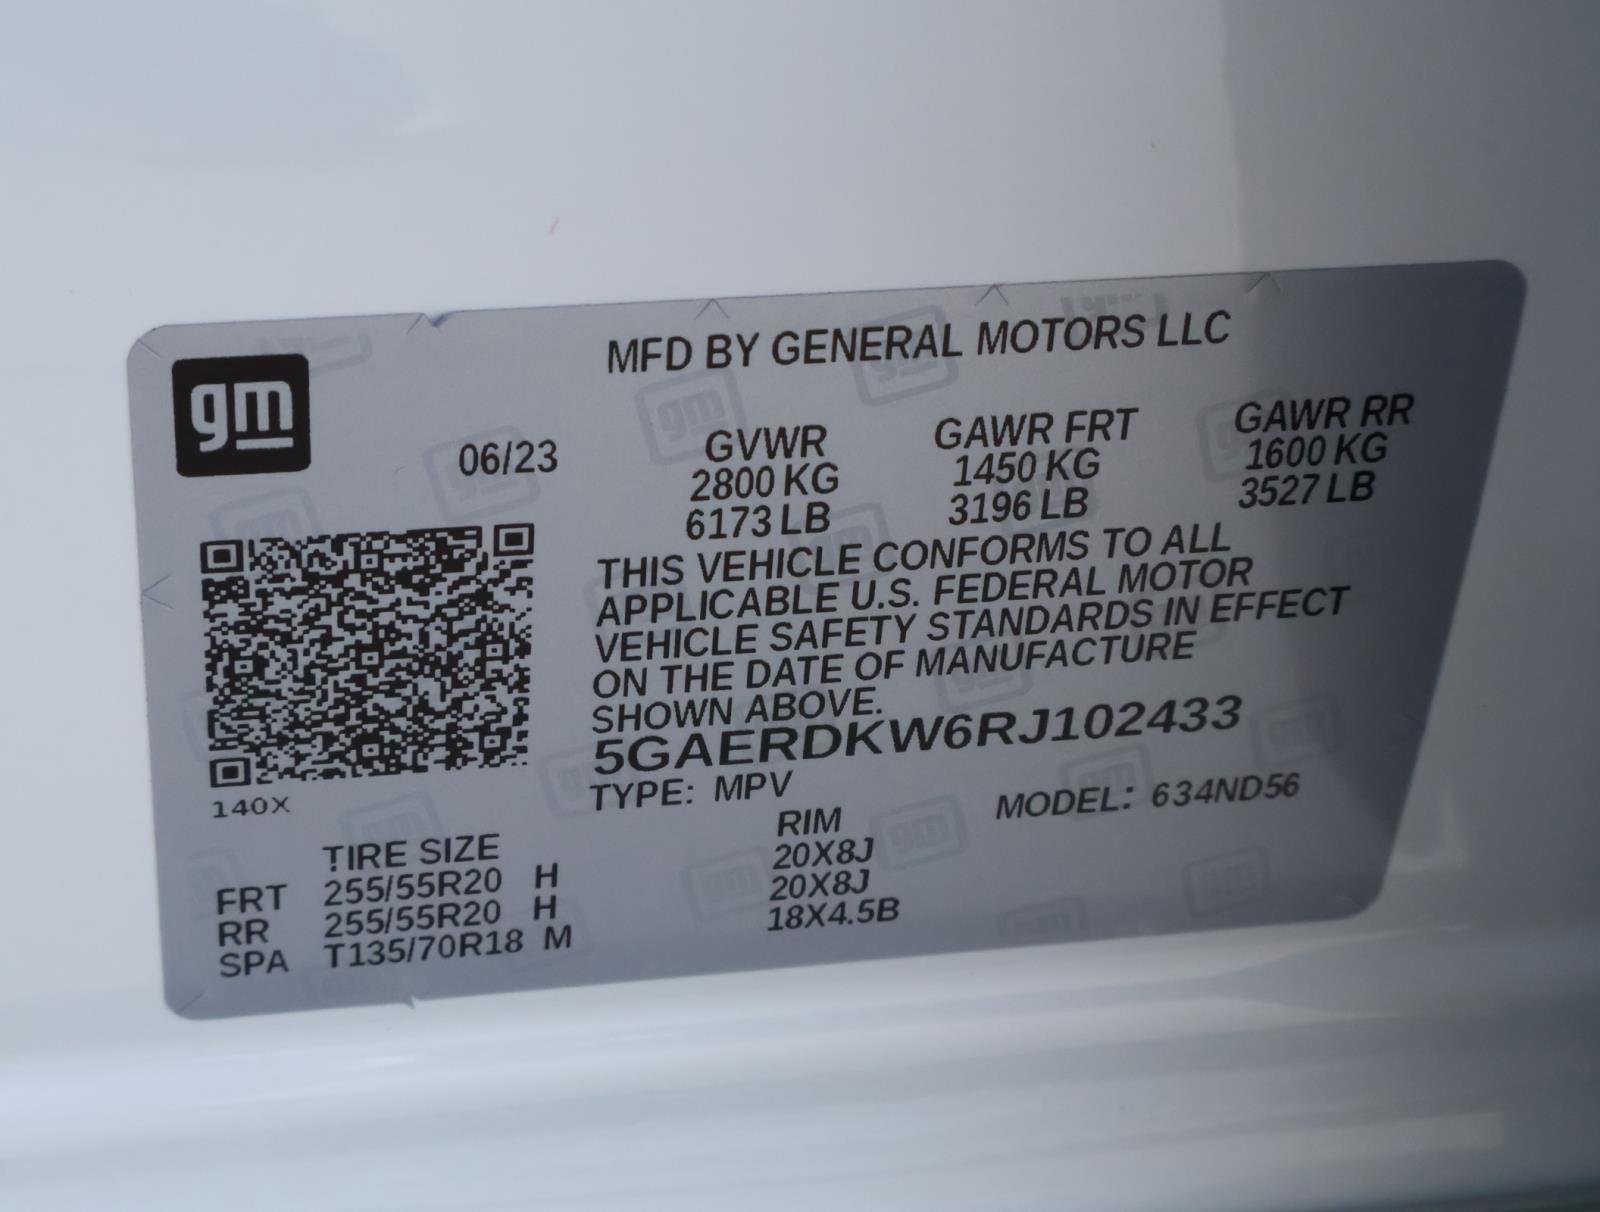 MFD BY GENERAL MOTORS LLC
gm
06/23
GVWR GAWR FRT GAWR RR
2800 KG 1450 KG 1600 KG
6173 LB 3196 LB 3527 LB
THIS VEHICLE CONFORMS TO ALL
APPLICABLE U.S. FEDERAL MOTOR
VEHICLE SAFETY STANDARDS IN EFFECT
ON THE DATE OF MANUFACTURE
SHOWN ABOVE.
5GAERDKW6RJ102433
TYPE: MPV MODEL: 634ND56
140X
TIRE SIZE RIM
FRT 255/55R20 H 20X8J
RR 255/55R20 H 20X8J
SPA T135/70R18 M 18X4.5B